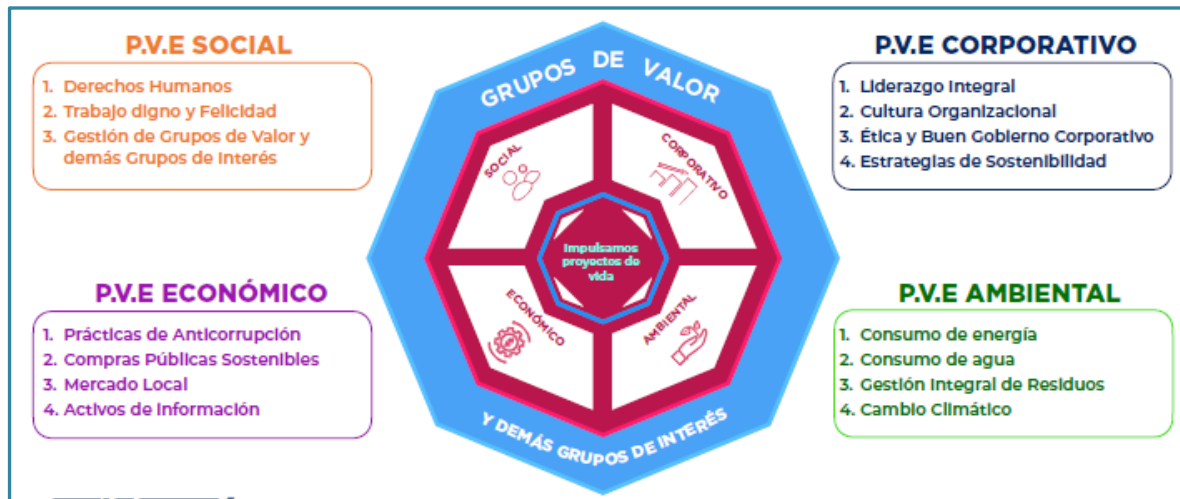 P.V.E SOCIAL
1. Derechos Humanos
2. Trabajo digno y Felicidad
3. Gestión de Grupos de Valor y
demás Grupos de Interés
P.V.E CORPORATIVO
1. Liderazgo Integral
2. Cultura Organizacional
3. Ética y Buen Gobierno Corporativo
4. Estrategias de Sostenibilidad
GRUPOS DE VALOR
SOCIAL
CORPORATIVO
Impulsamos
proyectos de
vida
ECONÓMICO
AMBIENTAL
Y DEMÁS GRUPOS DE INTERÉS
P.V.E ECONÓMICO
1. Prácticas de Anticorrupción
2. Compras Públicas Sostenibles
3. Mercado Local
4. Activos de Información
P.V.E AMBIENTAL
1. Consumo de energía
2. Consumo de agua
3. Gestión Integral de Residuos
4. Cambio Climático